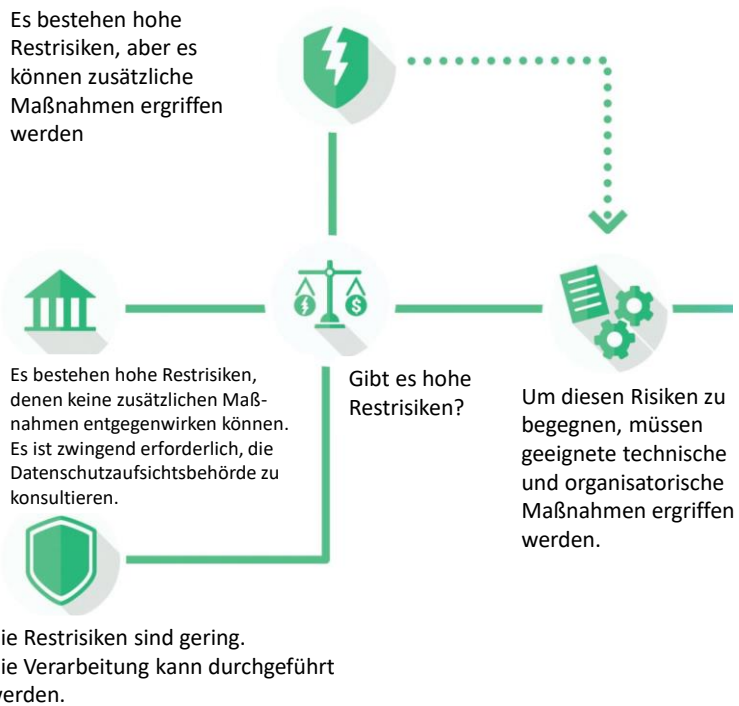 Es bestehen hohe
Restrisiken, aber es
können zusätzliche
Maßnahmen ergriffen
werden
Es bestehen hohe Restrisiken,
denen keine zusätzlichen Maß-
nahmen entgegenwirken können.
Es ist zwingend erforderlich, die
Datenschutzaufsichtsbehörde zu
konsultieren.
Gibt es hohe
Restrisiken?
Um diesen Risiken zu
begegnen, müssen
geeignete technische
und organisatorische
Maßnahmen ergriffen
werden.
ie Restrisiken sind gering.
ie Verarbeitung kann durchgeführt
werden.